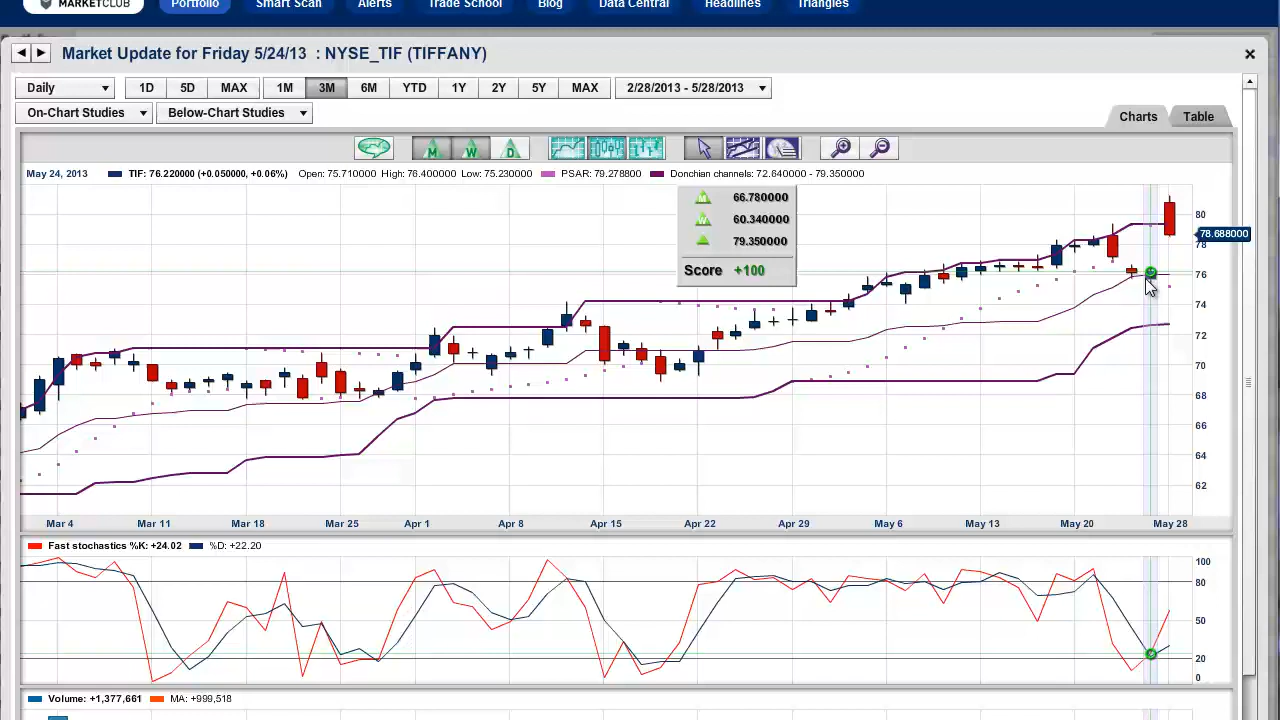 MARKETCLUB Portfolio Smart Scan Alerts Trade School Blog Data Central Headlines Triangles
Market Update for Friday 5/24/13 : NYSE_TIF (TIFFANY)
Daily 1D 5D MAX 1M 3M 6M YTD 1Y 2Y 5Y MAX 2/28/2013 - 5/28/2013
On-Chart Studies Below-Chart Studies
Charts Table
M W D
May 24, 2013 TIF: 76.220000 (+0.050000, +0.06%) Open: 75.710000 High: 76.400000 Low: 75.230000 PSAR: 79.278800 Donchian channels: 72.640000 - 79.350000
M 66.780000
W 60.340000
79.350000
Score +100
80
78.688000
78
76
74
72
70
68
66
64
62
Mar 4 Mar 11 Mar 18 Mar 25 Apr 1 Apr 8 Apr 15 Apr 22 Apr 29 May 6 May 13 May 20 May 28
Fast stochastics %K: +24.02 %D: +22.20
100
80
50
20
0
Volume: +1,377,661 MA: +999,518